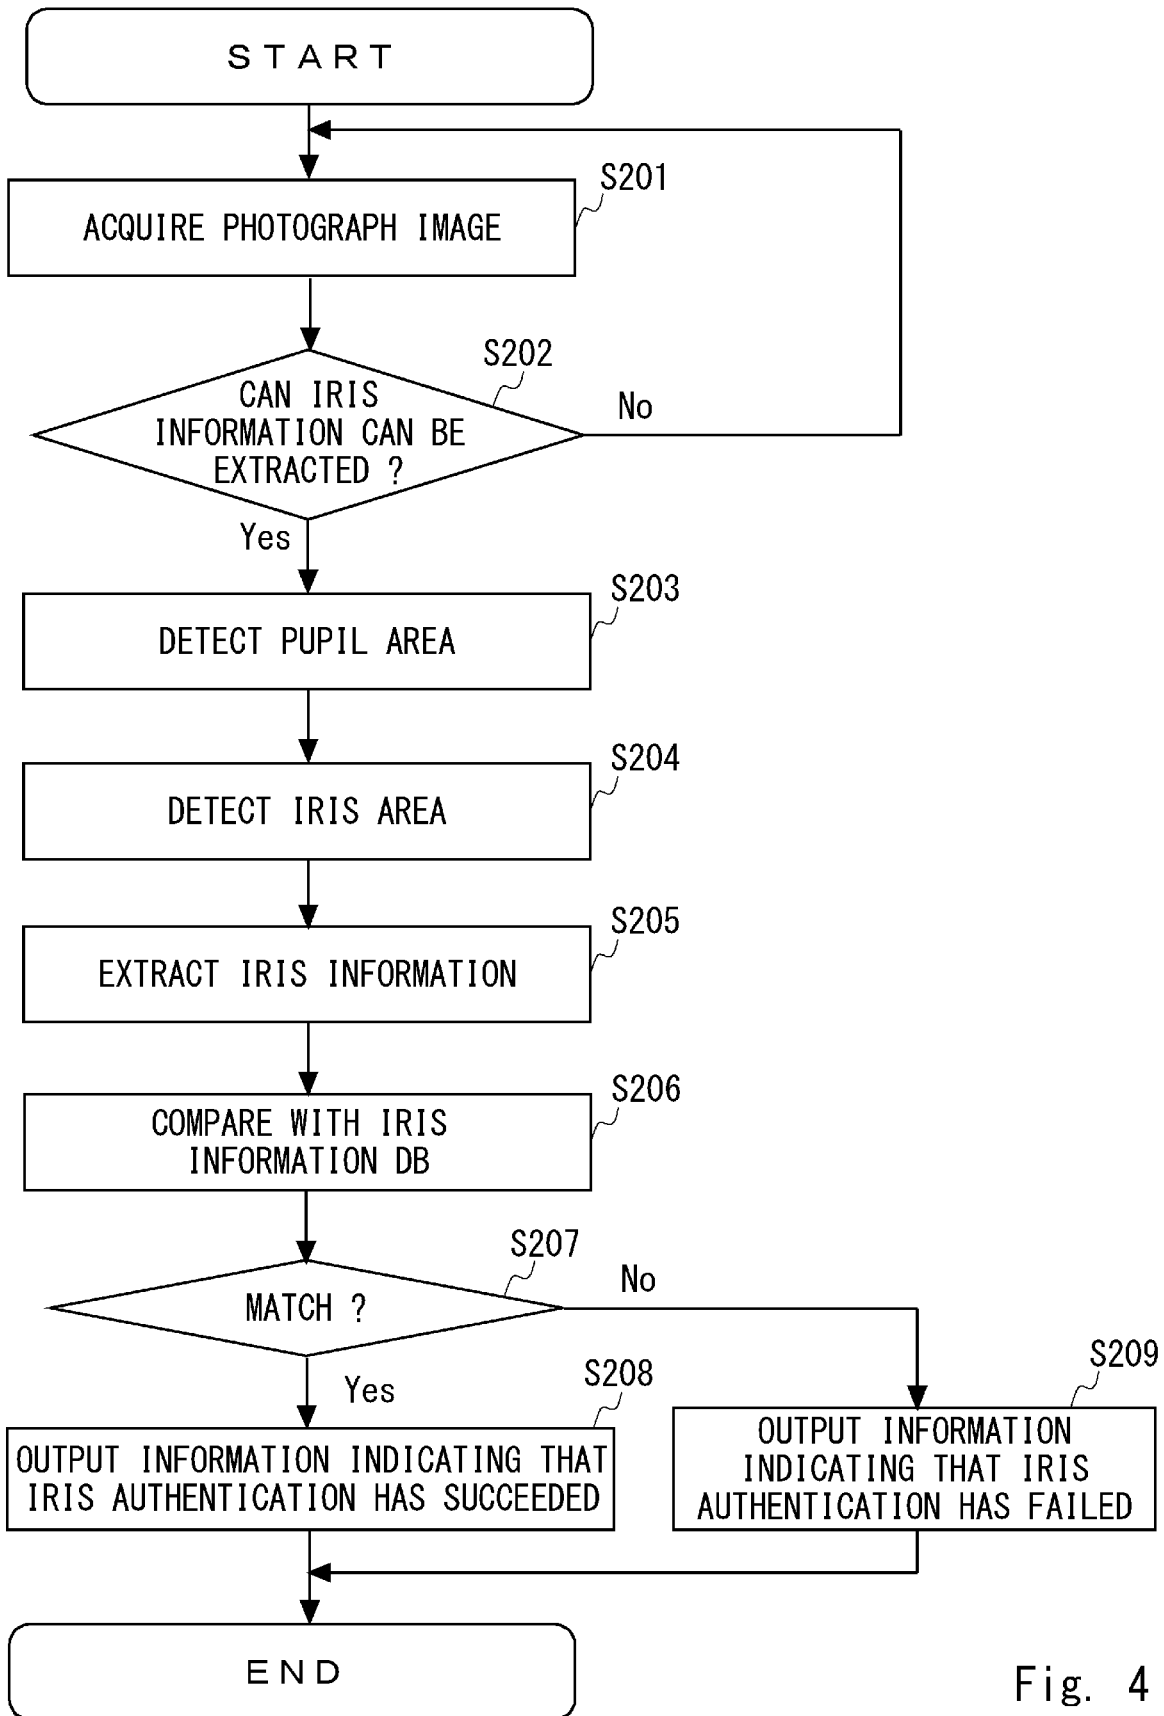 START
S201
ACQUIRE PHOTOGRAPH IMAGE
S202
CAN IRIS
INFORMATION CAN BE
EXTRACTED ?
No
Yes
S203
DETECT PUPIL AREA
S204
DETECT IRIS AREA
S205
EXTRACT IRIS INFORMATION
S206
COMPARE WITH IRIS
INFORMATION DB
S207
MATCH ?
No
Yes
S208
OUTPUT INFORMATION INDICATING THAT
IRIS AUTHENTICATION HAS SUCCEEDED
S209
OUTPUT INFORMATION
INDICATING THAT IRIS
AUTHENTICATION HAS FAILED
END
Fig. 4